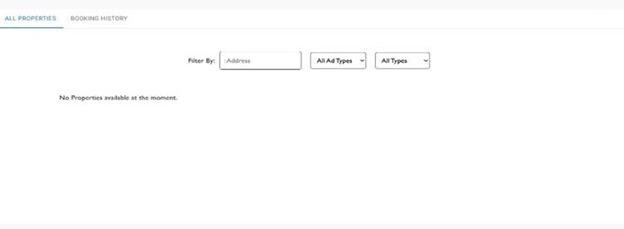 ALL PROPERTIES BOOKING HISTORY
Filter By: :Address All Ad Types All Types
No Properties available at the moment.